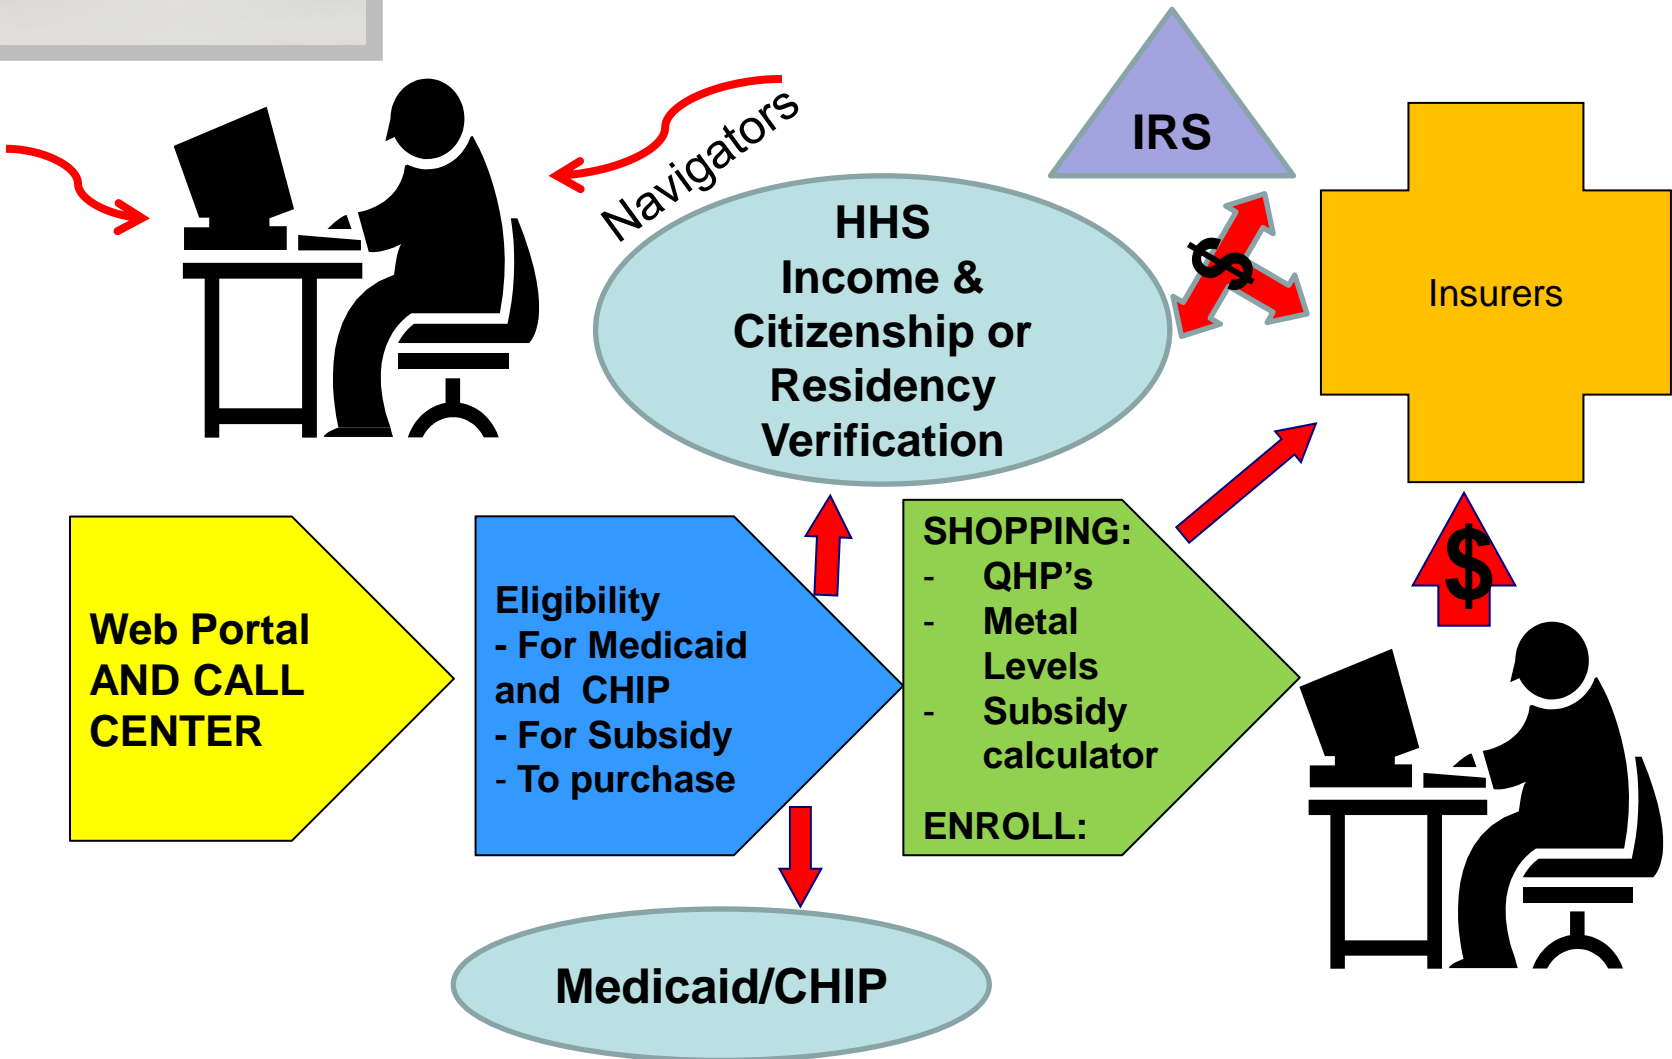 Navigators
IRS
HHS
Income &
Citizenship or
Residency
Verification
$
Insurers
Web Portal
AND CALL
CENTER
Eligibility
- For Medicaid
and CHIP
- For Subsidy
- To purchase
SHOPPING:
- QHP's
- Metal
Levels
- Subsidy
calculator
ENROLL:
$
Medicaid/CHIP